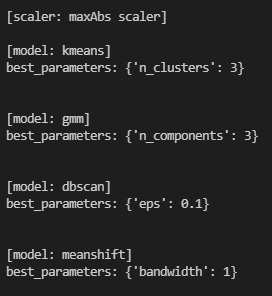 [scaler: maxAbs scaler]
[model: kmeans]
best_parameters: {'n_clusters': 3}
[model: gmm]
best_parameters: {'n_components': 3}
[model: dbscan]
best_parameters: {'eps': 0.1}
[model: meanshift]
best_parameters: {'bandwidth': 1}